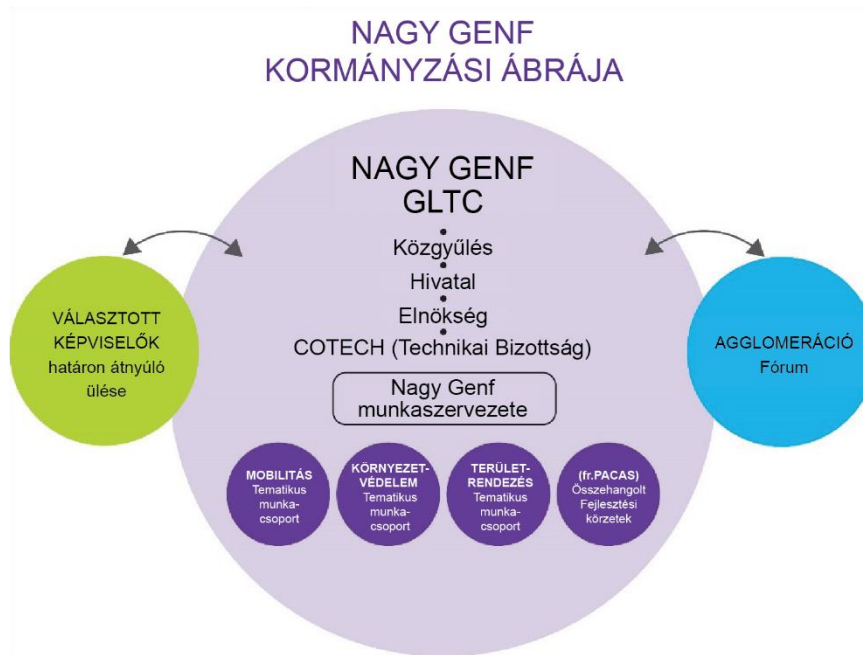 NAGY GENF
KORMÁNYZÁSI ÁBRÁJA
NAGY GENF
GLTC
Közgyűlés
Hivatal
Elnökség
COTECH (Technikai Bizottság)
Nagy Genf
munkaszervezete
VÁLASZTOTT
KÉPVISELŐK
határon átnyúló
ülése
AGGLOMERÁCIÓ
Fórum
MOBILITÁS
Tematikus
munka-
csoport
KÖRNYEZET-
VÉDELEM
Tematikus
munka-
csoport
TERÜLET-
RENDEZÉS
Tematikus
munka-
csoport
(fr.PACAS)
Összehangolt
Fejlesztési
körzetek